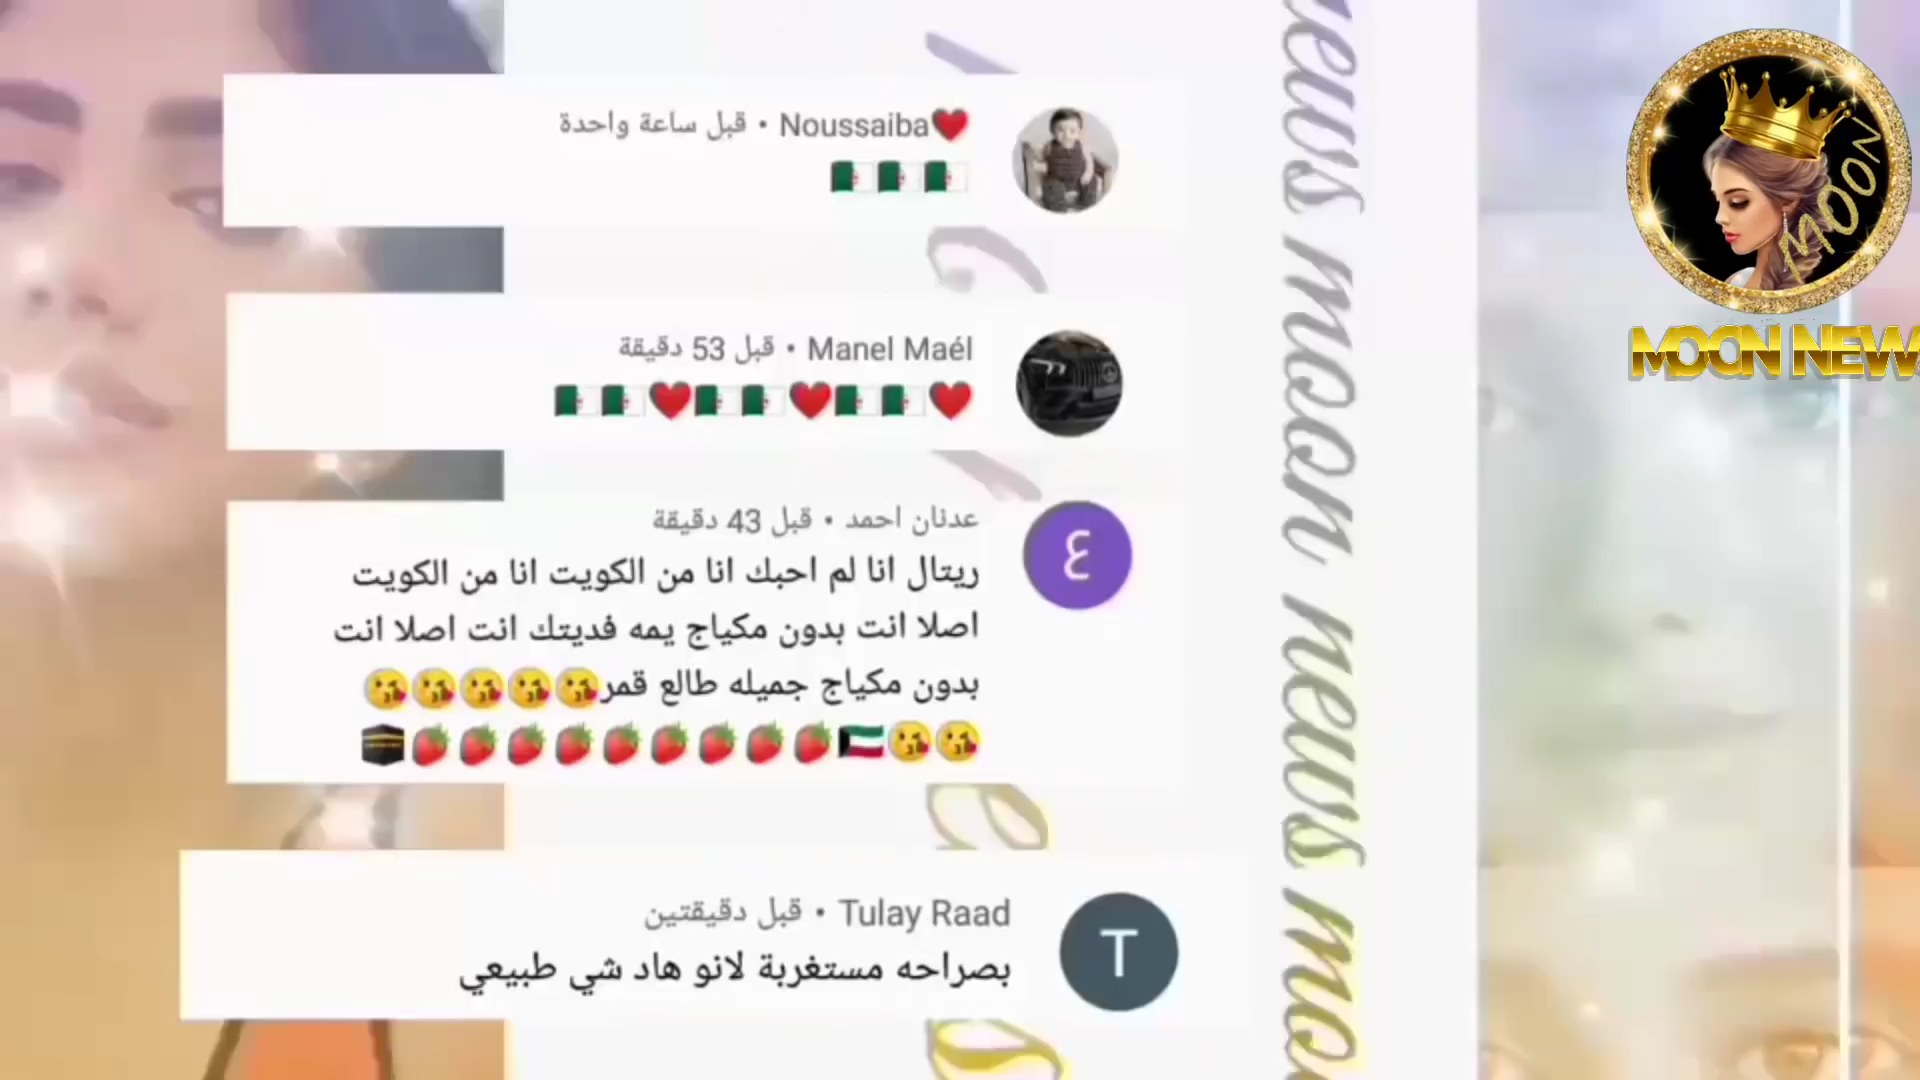 Noussaiba❤️ • قبل ساعة واحدة
🇩🇿🇩🇿🇩🇿
Manel Maél • قبل 53 دقيقة
❤️🇩🇿🇩🇿❤️🇩🇿🇩🇿❤️🇩🇿🇩🇿
ع
عدنان احمد • قبل 43 دقيقة
ريتال انا لم احبك انا من الكويت انا من الكويت
اصلا انت بدون مكياج يمه فديتك انت اصلا انت
بدون مكياج جميله طالع قمر😘😘😘😘😘
😘😘🇰🇼🍓🍓🍓🍓🍓🍓🍓🍓🍓🕋
T
Tulay Raad • قبل دقيقتين
بصراحه مستغربة لانو هاد شي طبيعي
news moon news moon
MOON
MOON NEWS